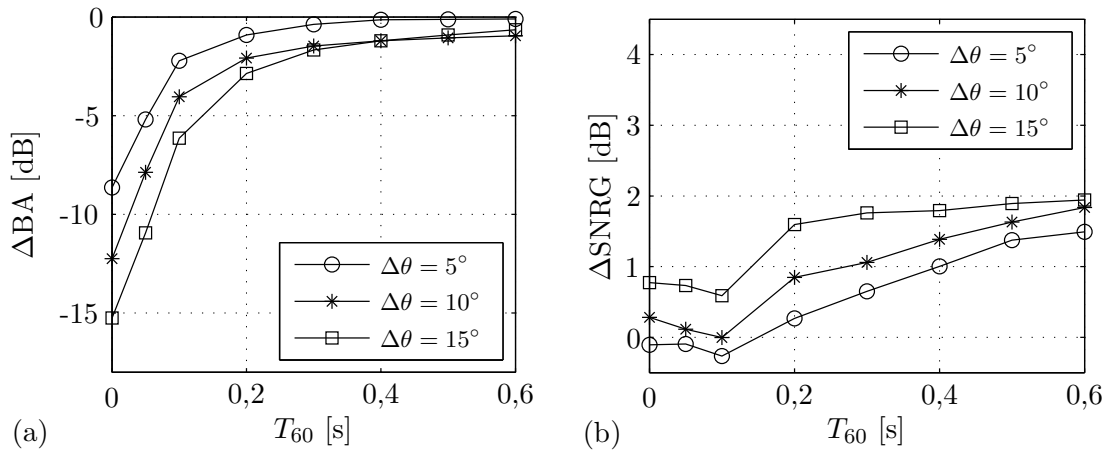 0
-5
-10
-15
ΔBA [dB]
Δθ = 5°
Δθ = 10°
Δθ = 15°
0 0,2 0,4 0,6
T60 [s]
(a)
4
3
2
1
0
ΔSNRG [dB]
Δθ = 5°
Δθ = 10°
Δθ = 15°
0 0,2 0,4 0,6
T60 [s]
(b)